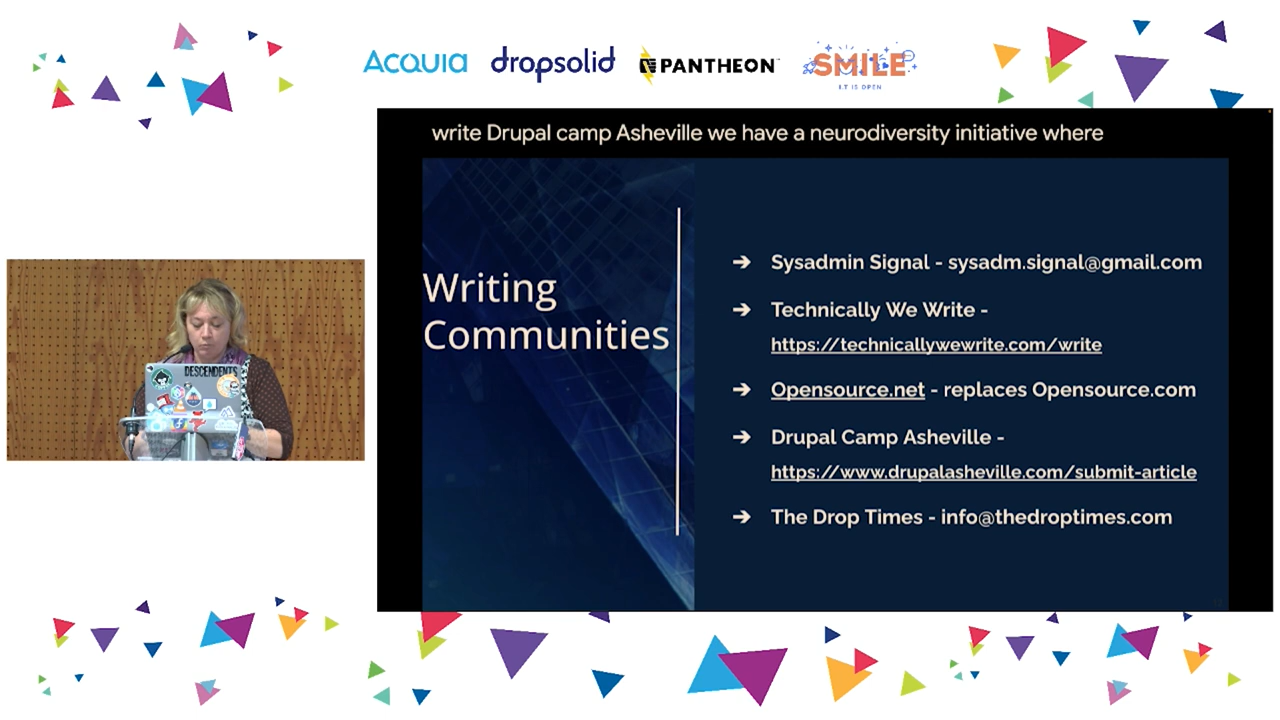 Acquia dropsolid PANTHEON SMILE
I.T IS OPEN
write Drupal camp Asheville we have a neurodiversity initiative where
Writing
Communities
➔ Sysadmin Signal - sysadm.signal@gmail.com
➔ Technically We Write -
https://technicallywewrite.com/write
➔ Opensource.net - replaces Opensource.com
➔ Drupal Camp Asheville -
https://www.drupalasheville.com/submit-article
➔ The Drop Times - info@thedroptimes.com
DESCENDENTS